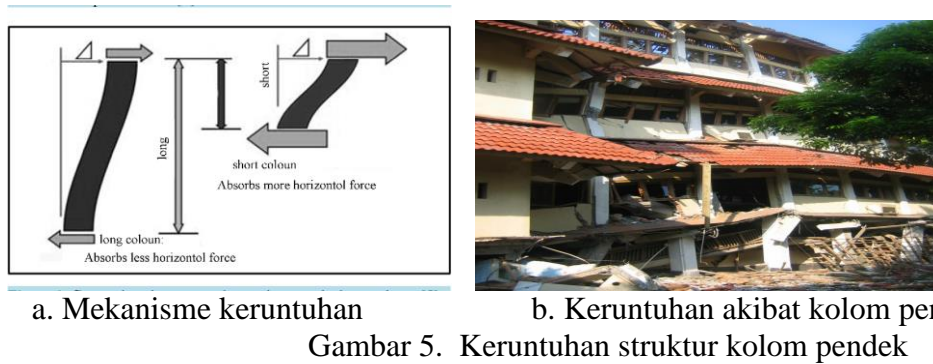 short
long
short coloun
Absorbs more horizontol force
long coloun:
Absorbs less horizontol force
a. Mekanisme keruntuhan
b. Keruntuhan akibat kolom
Gambar 5. Keruntuhan struktur kolom pendek